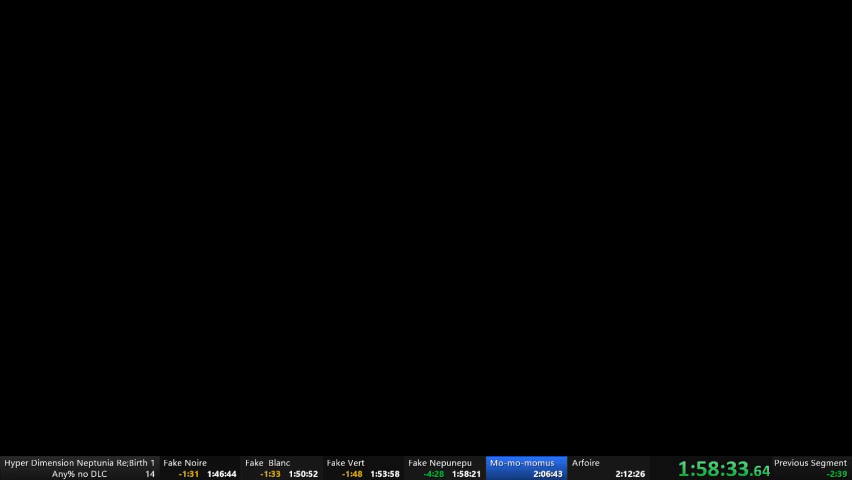 Hyper Dimension Neptunia Re;Birth 1
Any% no DLC 14
Fake Noire
-1:31 1:46:44
Fake Blanc
-1:33 1:50:52
Fake Vert
-1:48 1:53:58
Fake Nepunepu
-4:28 1:58:21
Mo-mo-momus
2:06:43
Arfoire
2:12:26
1:58:33.64
Previous Segment
-2:39